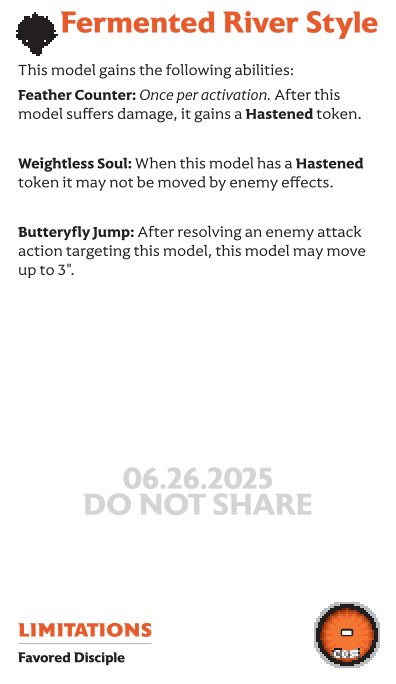 Fermented River Style
This model gains the following abilities:
Feather Counter: Once per activation. After this
model suffers damage, it gains a Hastened token.
Weightless Soul: When this model has a Hastened
token it may not be moved by enemy effects.
Butteryfly Jump: After resolving an enemy attack
action targeting this model, this model may move
up to 3".
06.26.2025
DO NOT SHARE
LIMITATIONS
Favored Disciple
-
COST